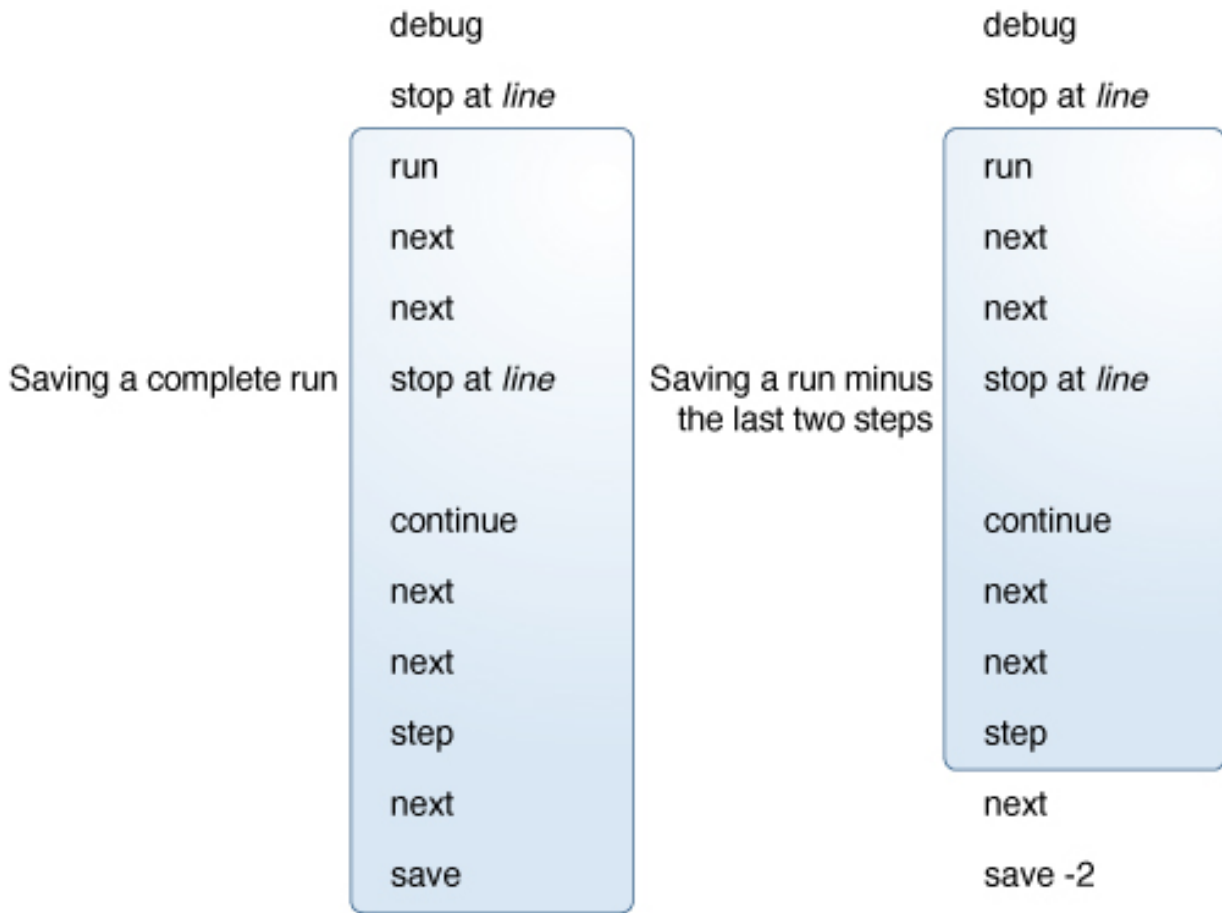 debug
stop at line
run
next
next
Saving a complete run
stop at line
continue
next
next
step
next
save
debug
stop at line
run
next
next
Saving a run minus
the last two steps
stop at line
continue
next
next
step
next
save -2